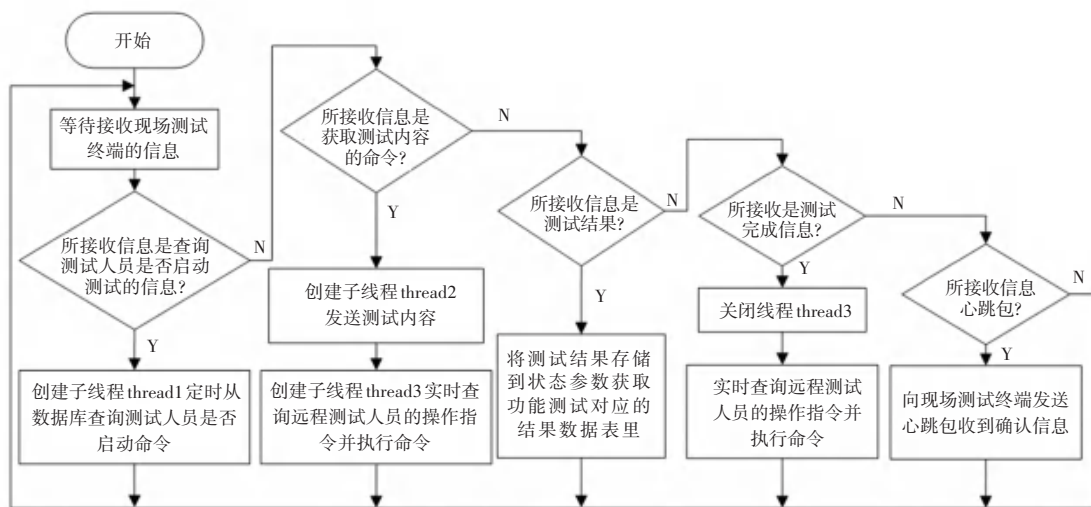 开始
等待接收现场测试
终端的信息
所接收信息是查询
测试人员是否启动
测试的信息?
N
Y
创建子线程thread1定时从
数据库查询测试人员是否
启动命令
所接收信息是
获取测试内容
的命令?
N
Y
创建子线程thread2
发送测试内容
创建子线程thread3实时查
询远程测试人员的操作指
令并执行命令
所接收信息是
测试结果?
N
Y
将测试结果存储
到状态参数获取
功能测试对应的
结果数据表里
所接收是测试
完成信息?
N
Y
关闭线程thread3
实时查询远程测试
人员的操作指令并
执行命令
所接收信息
心跳包?
N
Y
向现场测试终端发送
心跳包收到确认信息